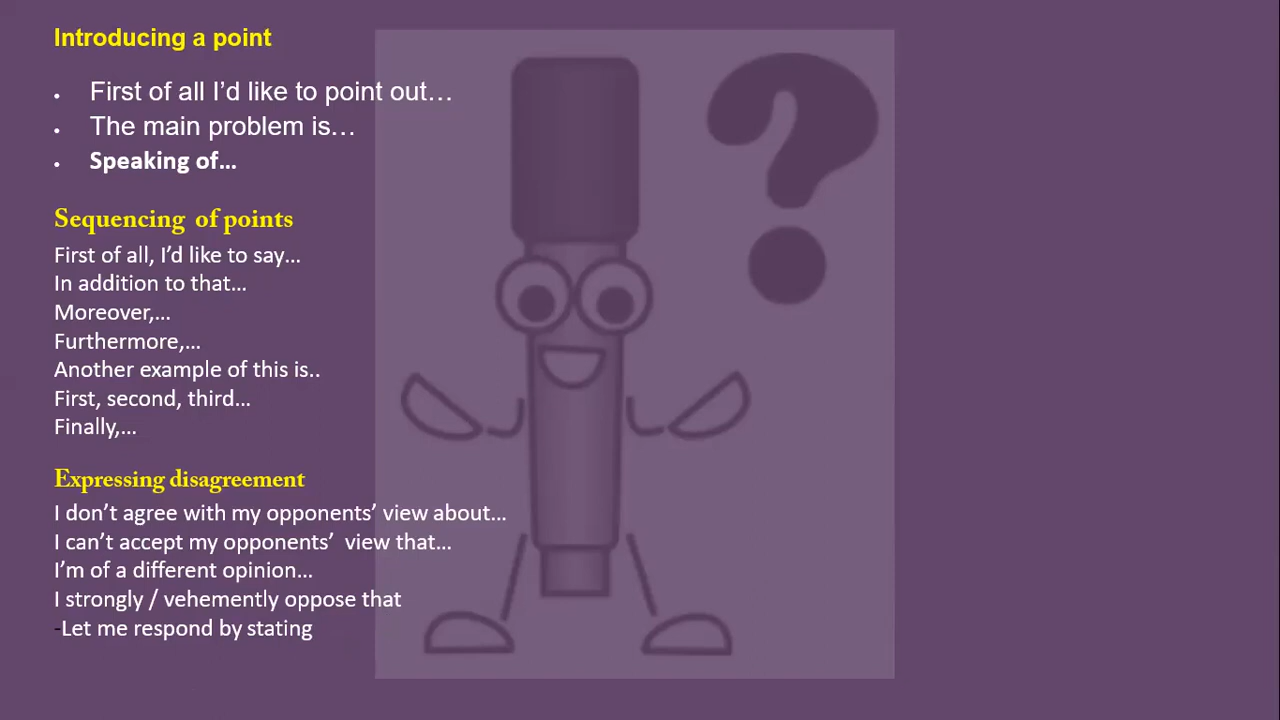 Introducing a point
• First of all I’d like to point out…
• The main problem is…
• Speaking of…
Sequencing of points
First of all, I’d like to say…
In addition to that…
Moreover,…
Furthermore,…
Another example of this is..
First, second, third…
Finally,…
Expressing disagreement
I don’t agree with my opponents’ view about…
I can’t accept my opponents’ view that…
I’m of a different opinion…
I strongly / vehemently oppose that
-Let me respond by stating
?